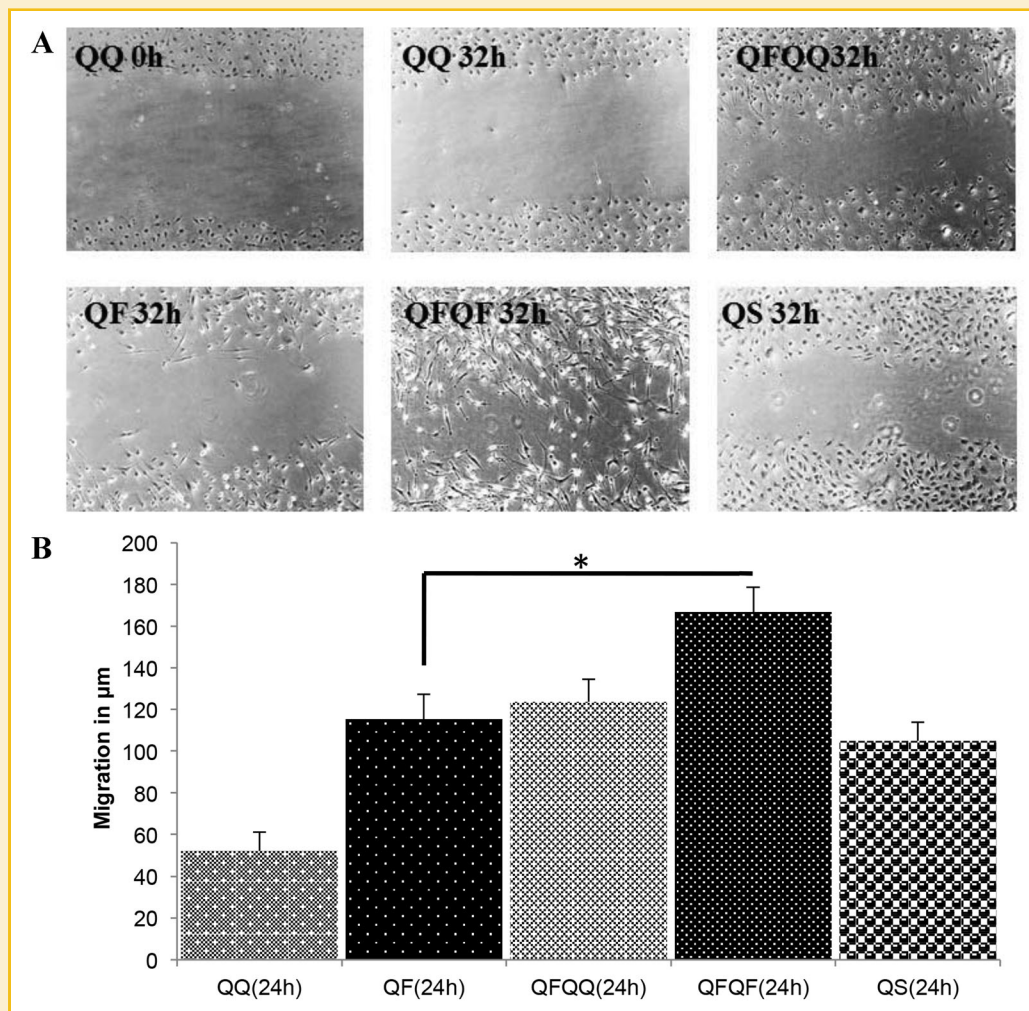 A
QQ 0h
QQ 32h
QFQQ32h
QF 32h
QFQF 32h
QS 32h
B
*
Migration in µm
200
180
160
140
120
100
80
60
40
20
0
QQ(24h)
QF(24h)
QFQQ(24h)
QFQF(24h)
QS(24h)